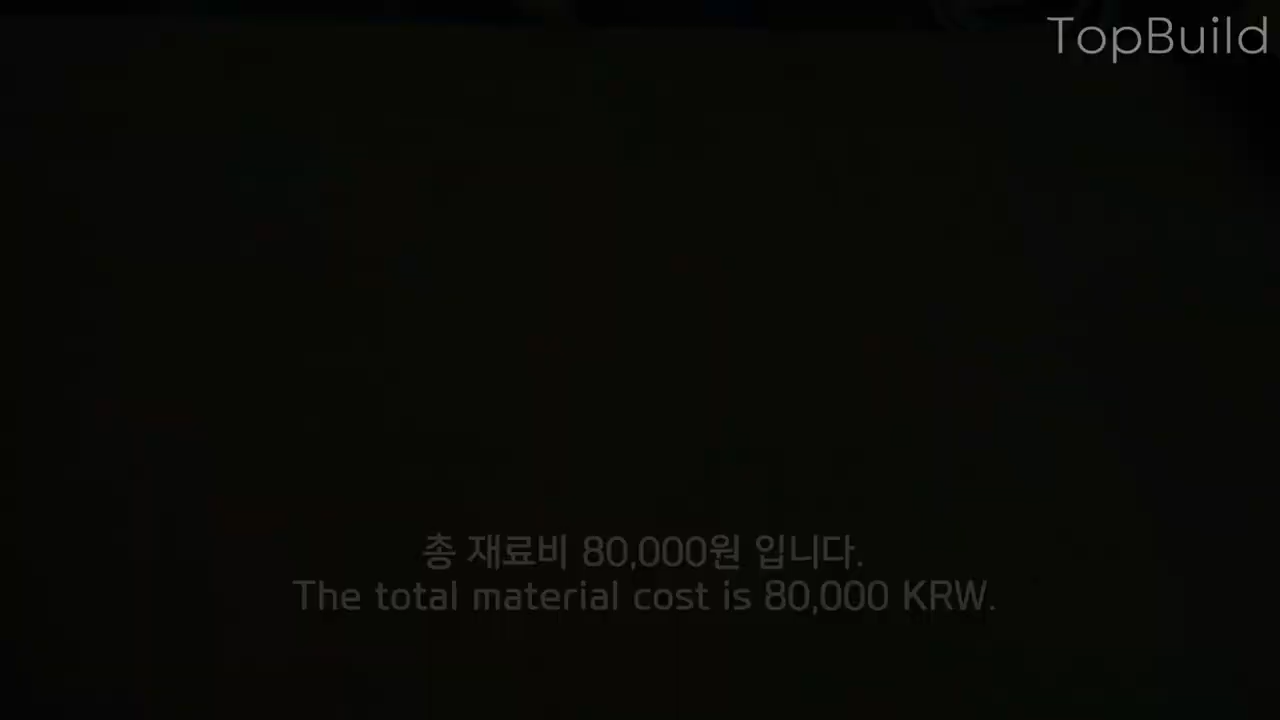 TopBuild
총 재료비 80,000원 입니다.
The total material cost is 80,000 KRW.